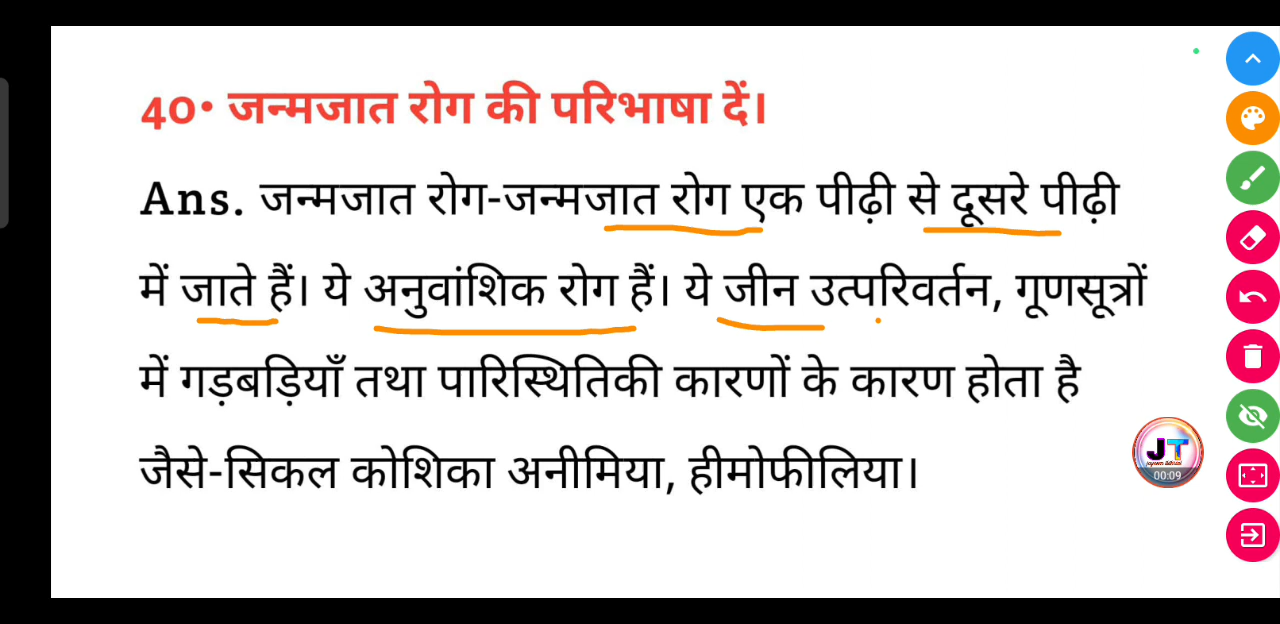 40• जन्मजात रोग की परिभाषा दें।
Ans. जन्मजात रोग-जन्मजात रोग एक पीढ़ी से दूसरे पीढ़ी
में जाते हैं। ये अनुवांशिक रोग हैं। ये जीन उत्परिवर्तन, गूणसूत्रों
में गड़बड़ियाँ तथा पारिस्थितिकी कारणों के कारण होता है
जैसे-सिकल कोशिका अनीमिया, हीमोफीलिया।
JT
00:09